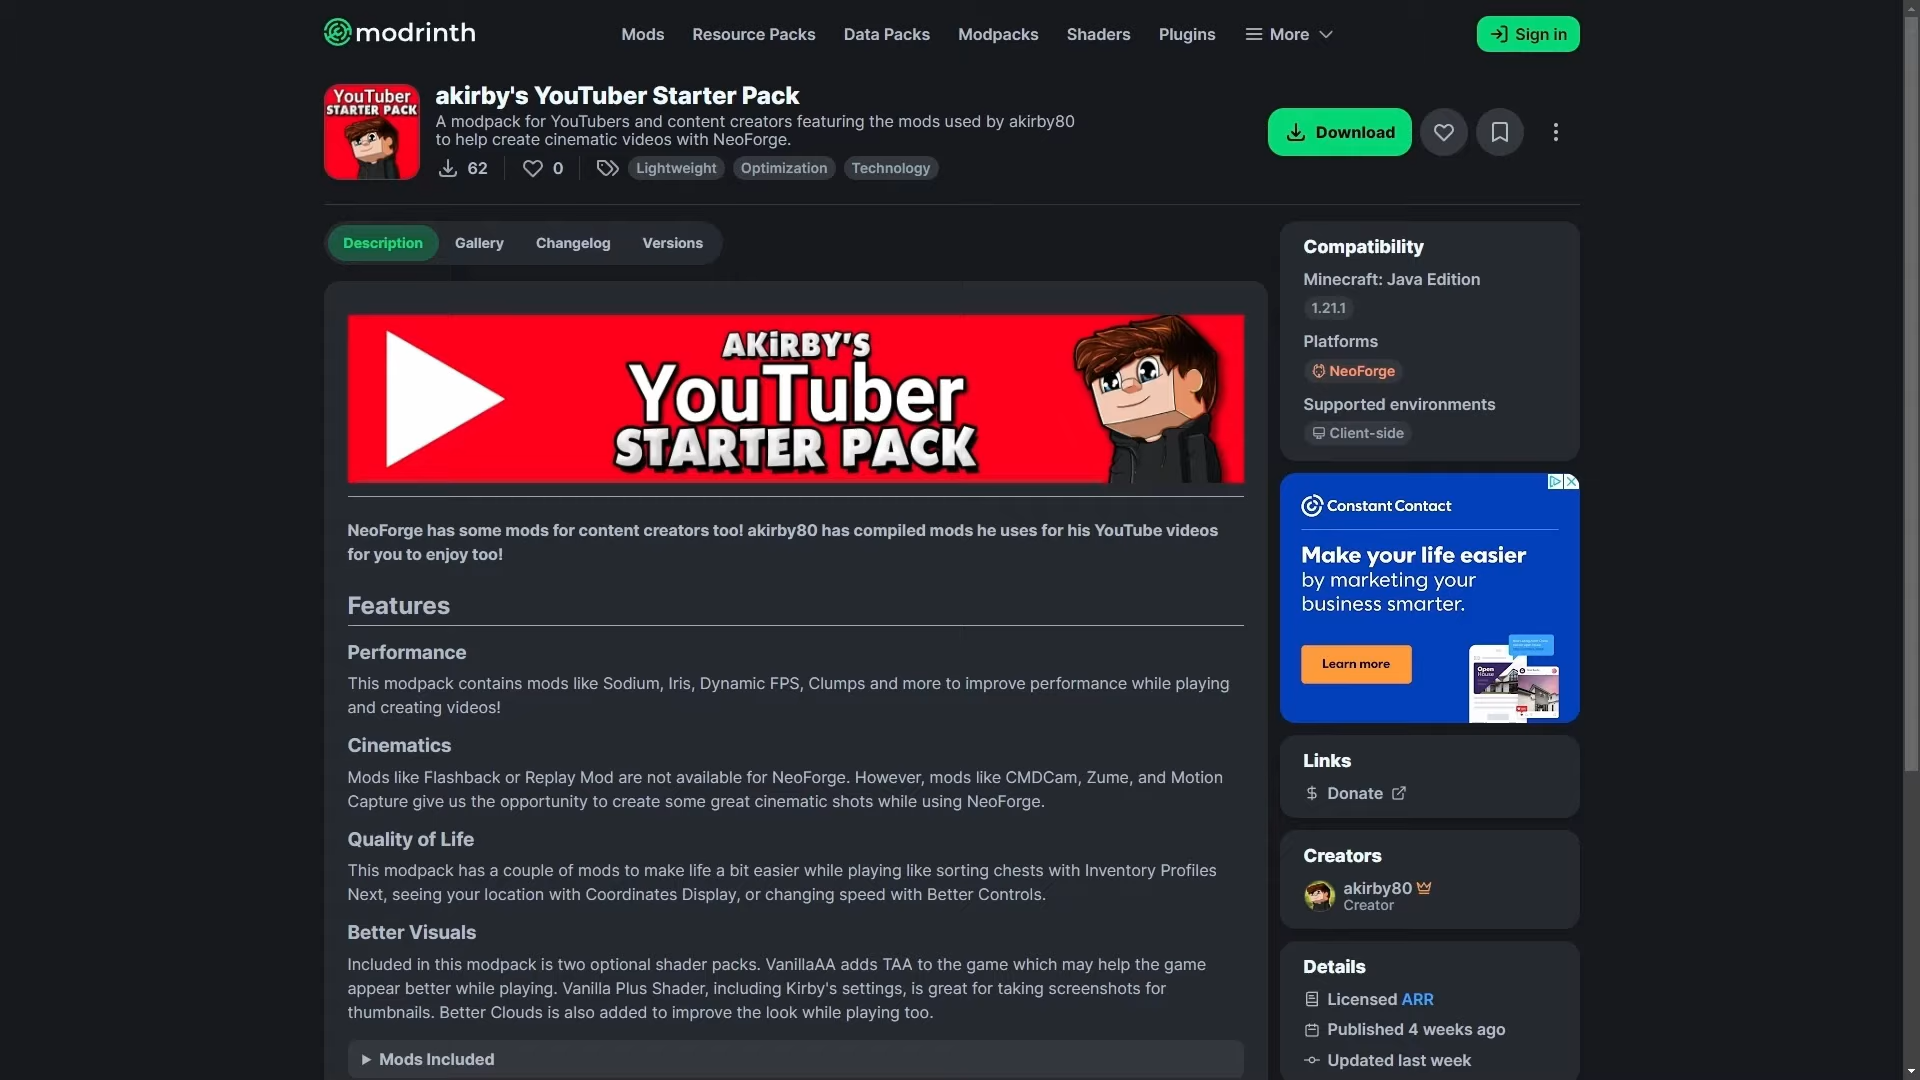 modrinth
Mods
Resource Packs
Data Packs
Modpacks
Shaders
Plugins
More
Sign in
YouTuber
STARTER PACK
akirby's YouTuber Starter Pack
A modpack for YouTubers and content creators featuring the mods used by akirby80
to help create cinematic videos with NeoForge.
62
0
Lightweight
Optimization
Technology
Download
Description
Gallery
Changelog
Versions
AKiRBY'S
YouTuber
STARTER PACK
NeoForge has some mods for content creators too! akirby80 has compiled mods he uses for his YouTube videos
for you to enjoy too!
Features
Performance
This modpack contains mods like Sodium, Iris, Dynamic FPS, Clumps and more to improve performance while playing
and creating videos!
Cinematics
Mods like Flashback or Replay Mod are not available for NeoForge. However, mods like CMDCam, Zume, and Motion
Capture give us the opportunity to create some great cinematic shots while using NeoForge.
Quality of Life
This modpack has a couple of mods to make life a bit easier while playing like sorting chests with Inventory Profiles
Next, seeing your location with Coordinates Display, or changing speed with Better Controls.
Better Visuals
Included in this modpack is two optional shader packs. VanillaAA adds TAA to the game which may help the game
appear better while playing. Vanilla Plus Shader, including Kirby's settings, is great for taking screenshots for
thumbnails. Better Clouds is also added to improve the look while playing too.
Mods Included
Compatibility
Minecraft: Java Edition
1.21.1
Platforms
NeoForge
Supported environments
Client-side
Constant Contact
Make your life easier
by marketing your
business smarter.
Learn more
Open
House
Links
Donate
Creators
akirby80
Creator
Details
Licensed ARR
Published 4 weeks ago
Updated last week